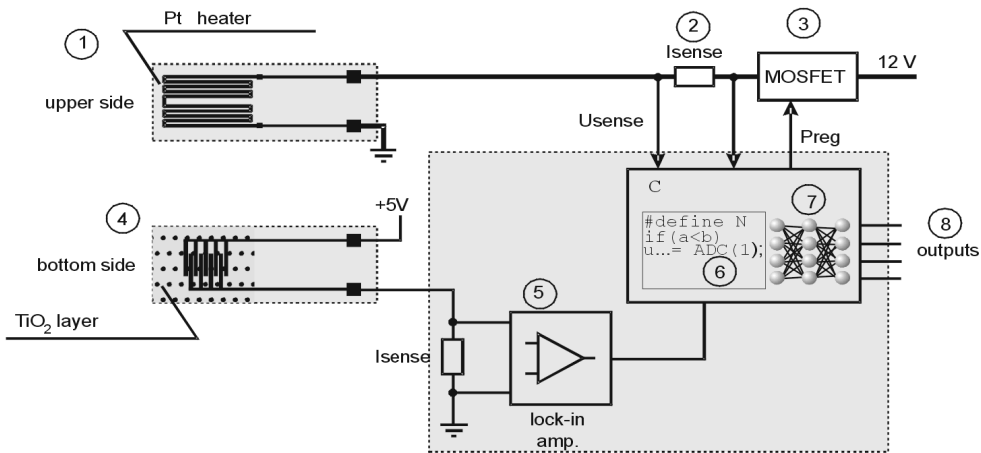 Pt heater
1
upper side
2
Isense
3
MOSFET
12 V
Usense
Preg
C
#define N
if(a<b)
u...= ADC(1);
6
7
8
outputs
4
+5V
bottom side
TiO2 layer
5
Isense
lock-in
amp.